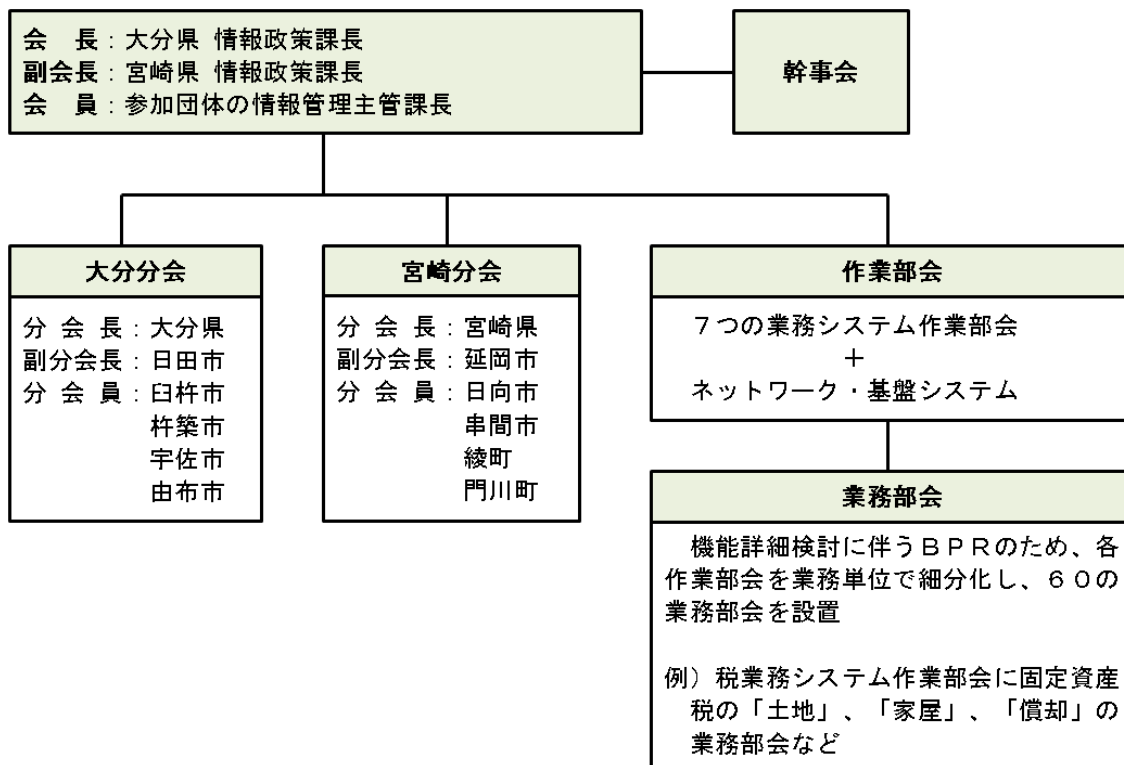 会　長：大分県 情報政策課長
副会長：宮崎県 情報政策課長
会　員：参加団体の情報管理主管課長
幹事会
大分分会
分 会 長：大分県
副分会長：日田市
分 会 員：臼杵市
杵築市
宇佐市
由布市
宮崎分会
分 会 長：宮崎県
副分会長：延岡市
分 会 員：日向市
串間市
綾町
門川町
作業部会
７つの業務システム作業部会
＋
ネットワーク・基盤システム
業務部会
機能詳細検討に伴うＢＰＲのため、各
作業部会を業務単位で細分化し、６０の
業務部会を設置
例）税業務システム作業部会に固定資産
税の「土地」、「家屋」、「償却」の
業務部会など